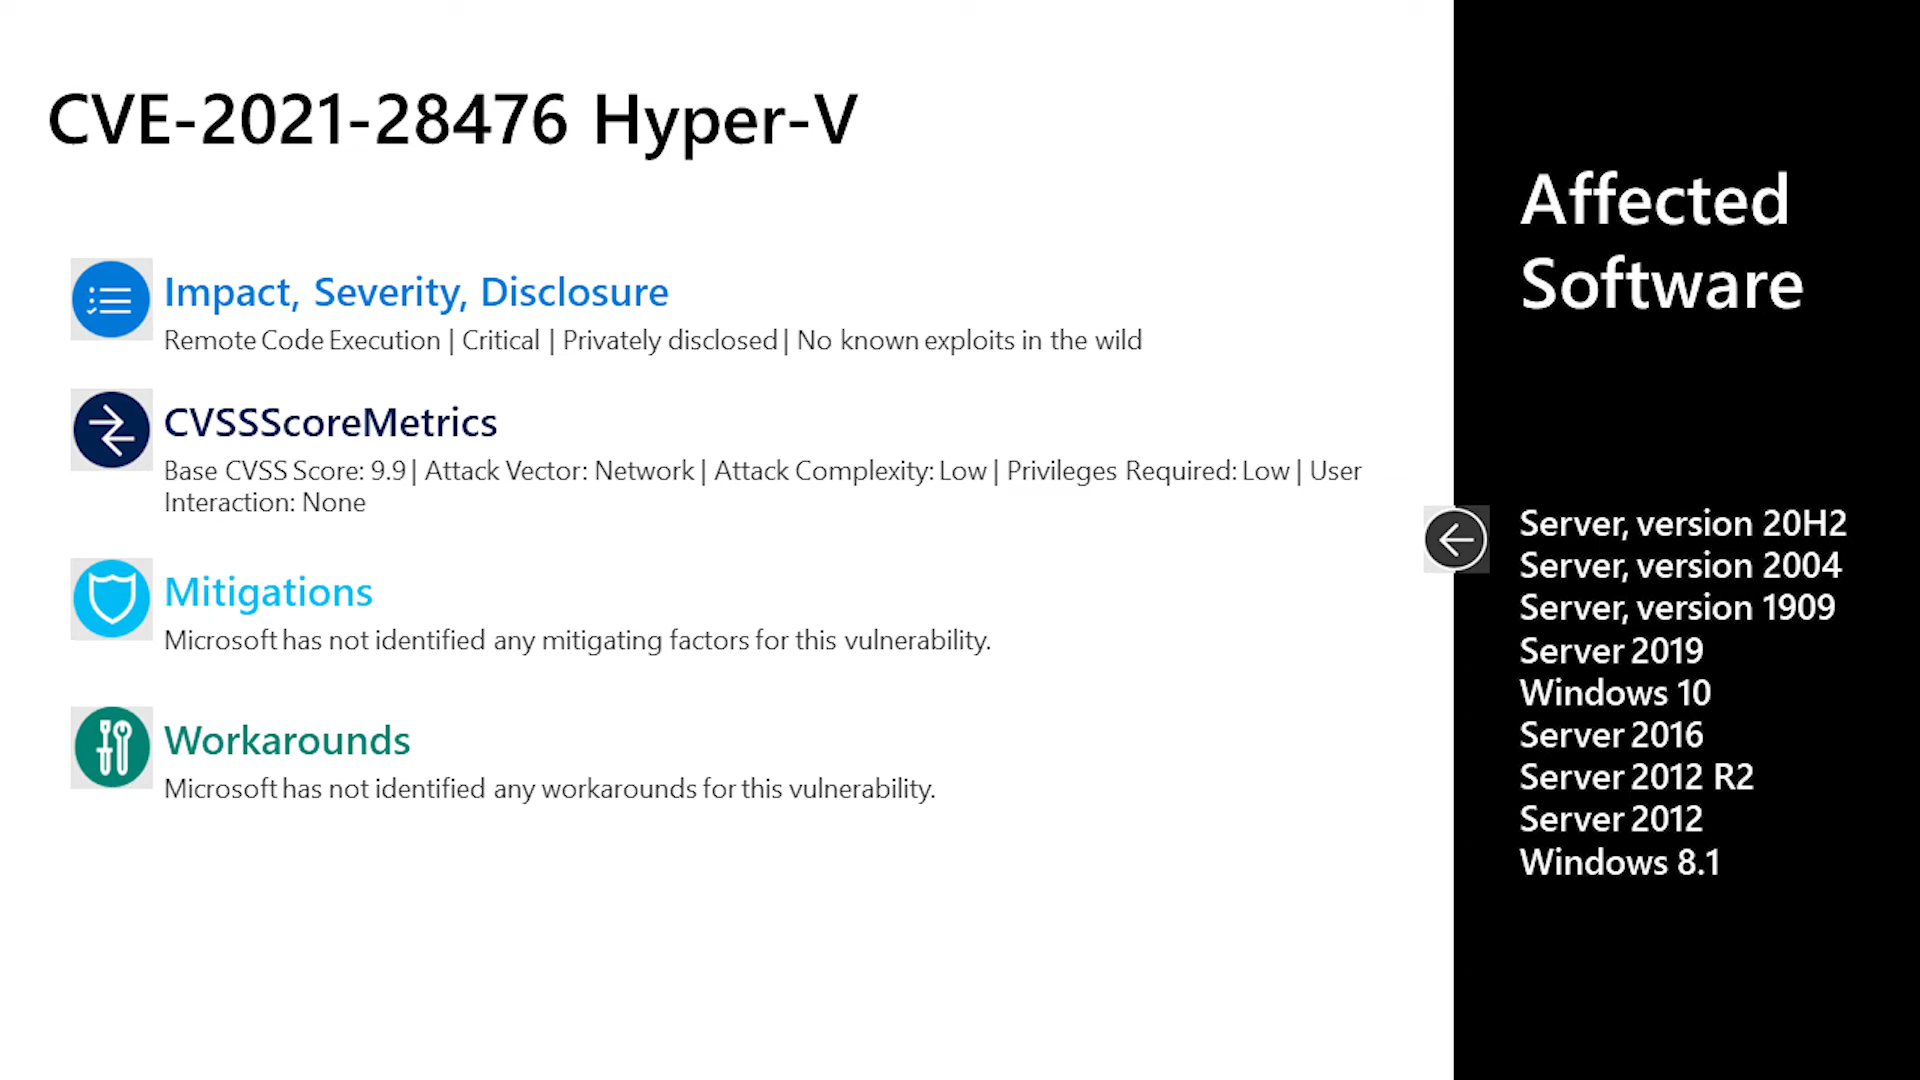 CVE-2021-28476 Hyper-V
Impact, Severity, Disclosure
Remote Code Execution | Critical | Privately disclosed | No known exploits in the wild
CVSSScoreMetrics
Base CVSS Score: 9.9 | Attack Vector: Network | Attack Complexity: Low | Privileges Required: Low | User
Interaction: None
Mitigations
Microsoft has not identified any mitigating factors for this vulnerability.
Workarounds
Microsoft has not identified any workarounds for this vulnerability.
Affected
Software
Server, version 20H2
Server, version 2004
Server, version 1909
Server 2019
Windows 10
Server 2016
Server 2012 R2
Server 2012
Windows 8.1